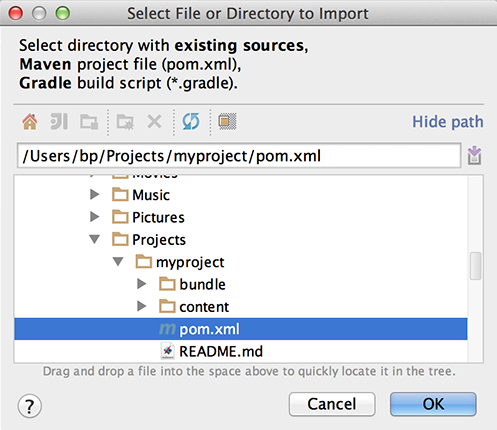 Select File or Directory to Import
Select directory with existing sources,
Maven project file (pom.xml),
Gradle build script (*.gradle).
Hide path
/Users/bp/Projects/myproject/pom.xml
Movies
Music
Pictures
Projects
myproject
bundle
content
m pom.xml
README.md
Drag and drop a file into the space above to quickly locate it in the tree.
? Cancel OK